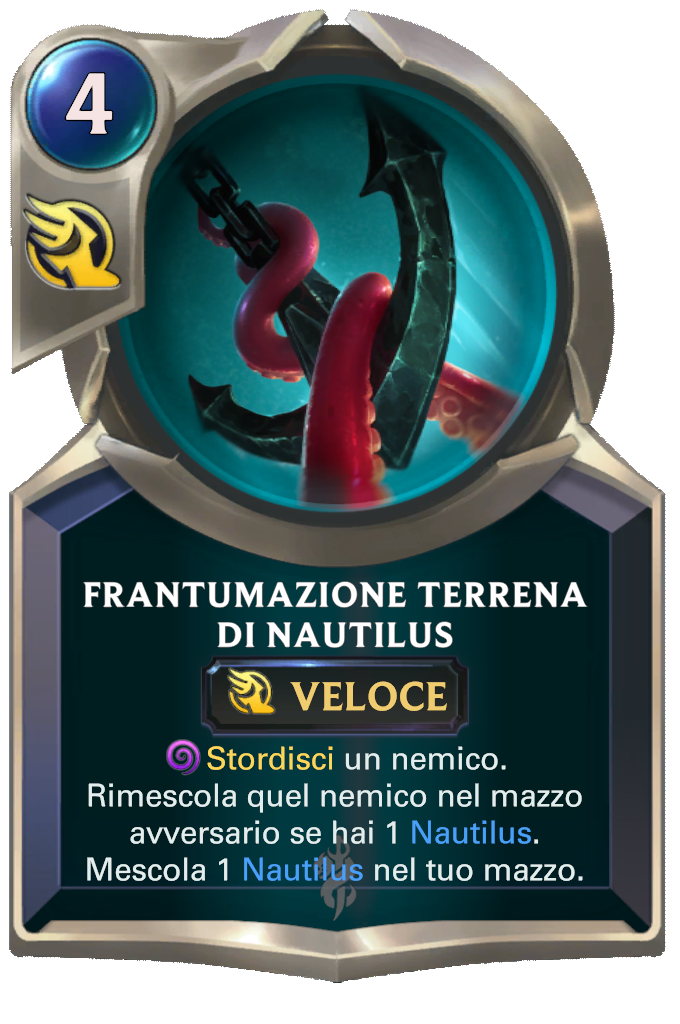 4
FRANTUMAZIONE TERRENA
DI NAUTILUS
VELOCE
Stordisci un nemico.
Rimescola quel nemico nel mazzo
avversario se hai 1 Nautilus.
Mescola 1 Nautilus nel tuo mazzo.